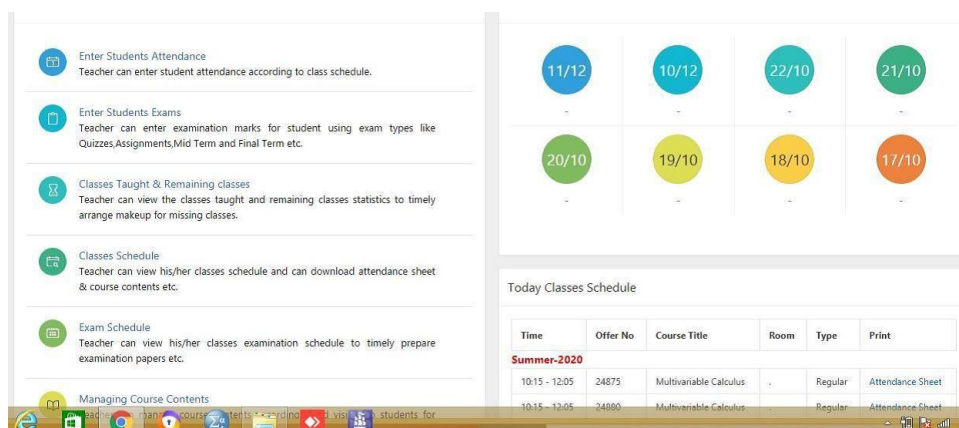 Enter Students Attendance
Teacher can enter student attendance according to class schedule.
Enter Students Exams
Teacher can enter examination marks for student using exam types like
Quizzes,Assignments,Mid Term and Final Term etc.
Classes Taught & Remaining classes
Teacher can view the classes taught and remaining classes statistics to timely
arrange makeup for missing classes.
Classes Schedule
Teacher can view his/her classes schedule and can download attendance sheet
& course contents etc.
Exam Schedule
Teacher can view his/her classes examination schedule to timely prepare
examination papers etc.
Managing Course Contents
students for
11/12 10/12 22/10 21/10
- - - -
20/10 19/10 18/10 17/10
- - - -
Today Classes Schedule
Time Offer No Course Title Room Type Print
Summer-2020
10:15 - 12:05 24875 Multivariable Calculus . Regular Attendance Sheet
10:15 - 12:05 24880 Multivariable Calculus Regular Attendance Sheet